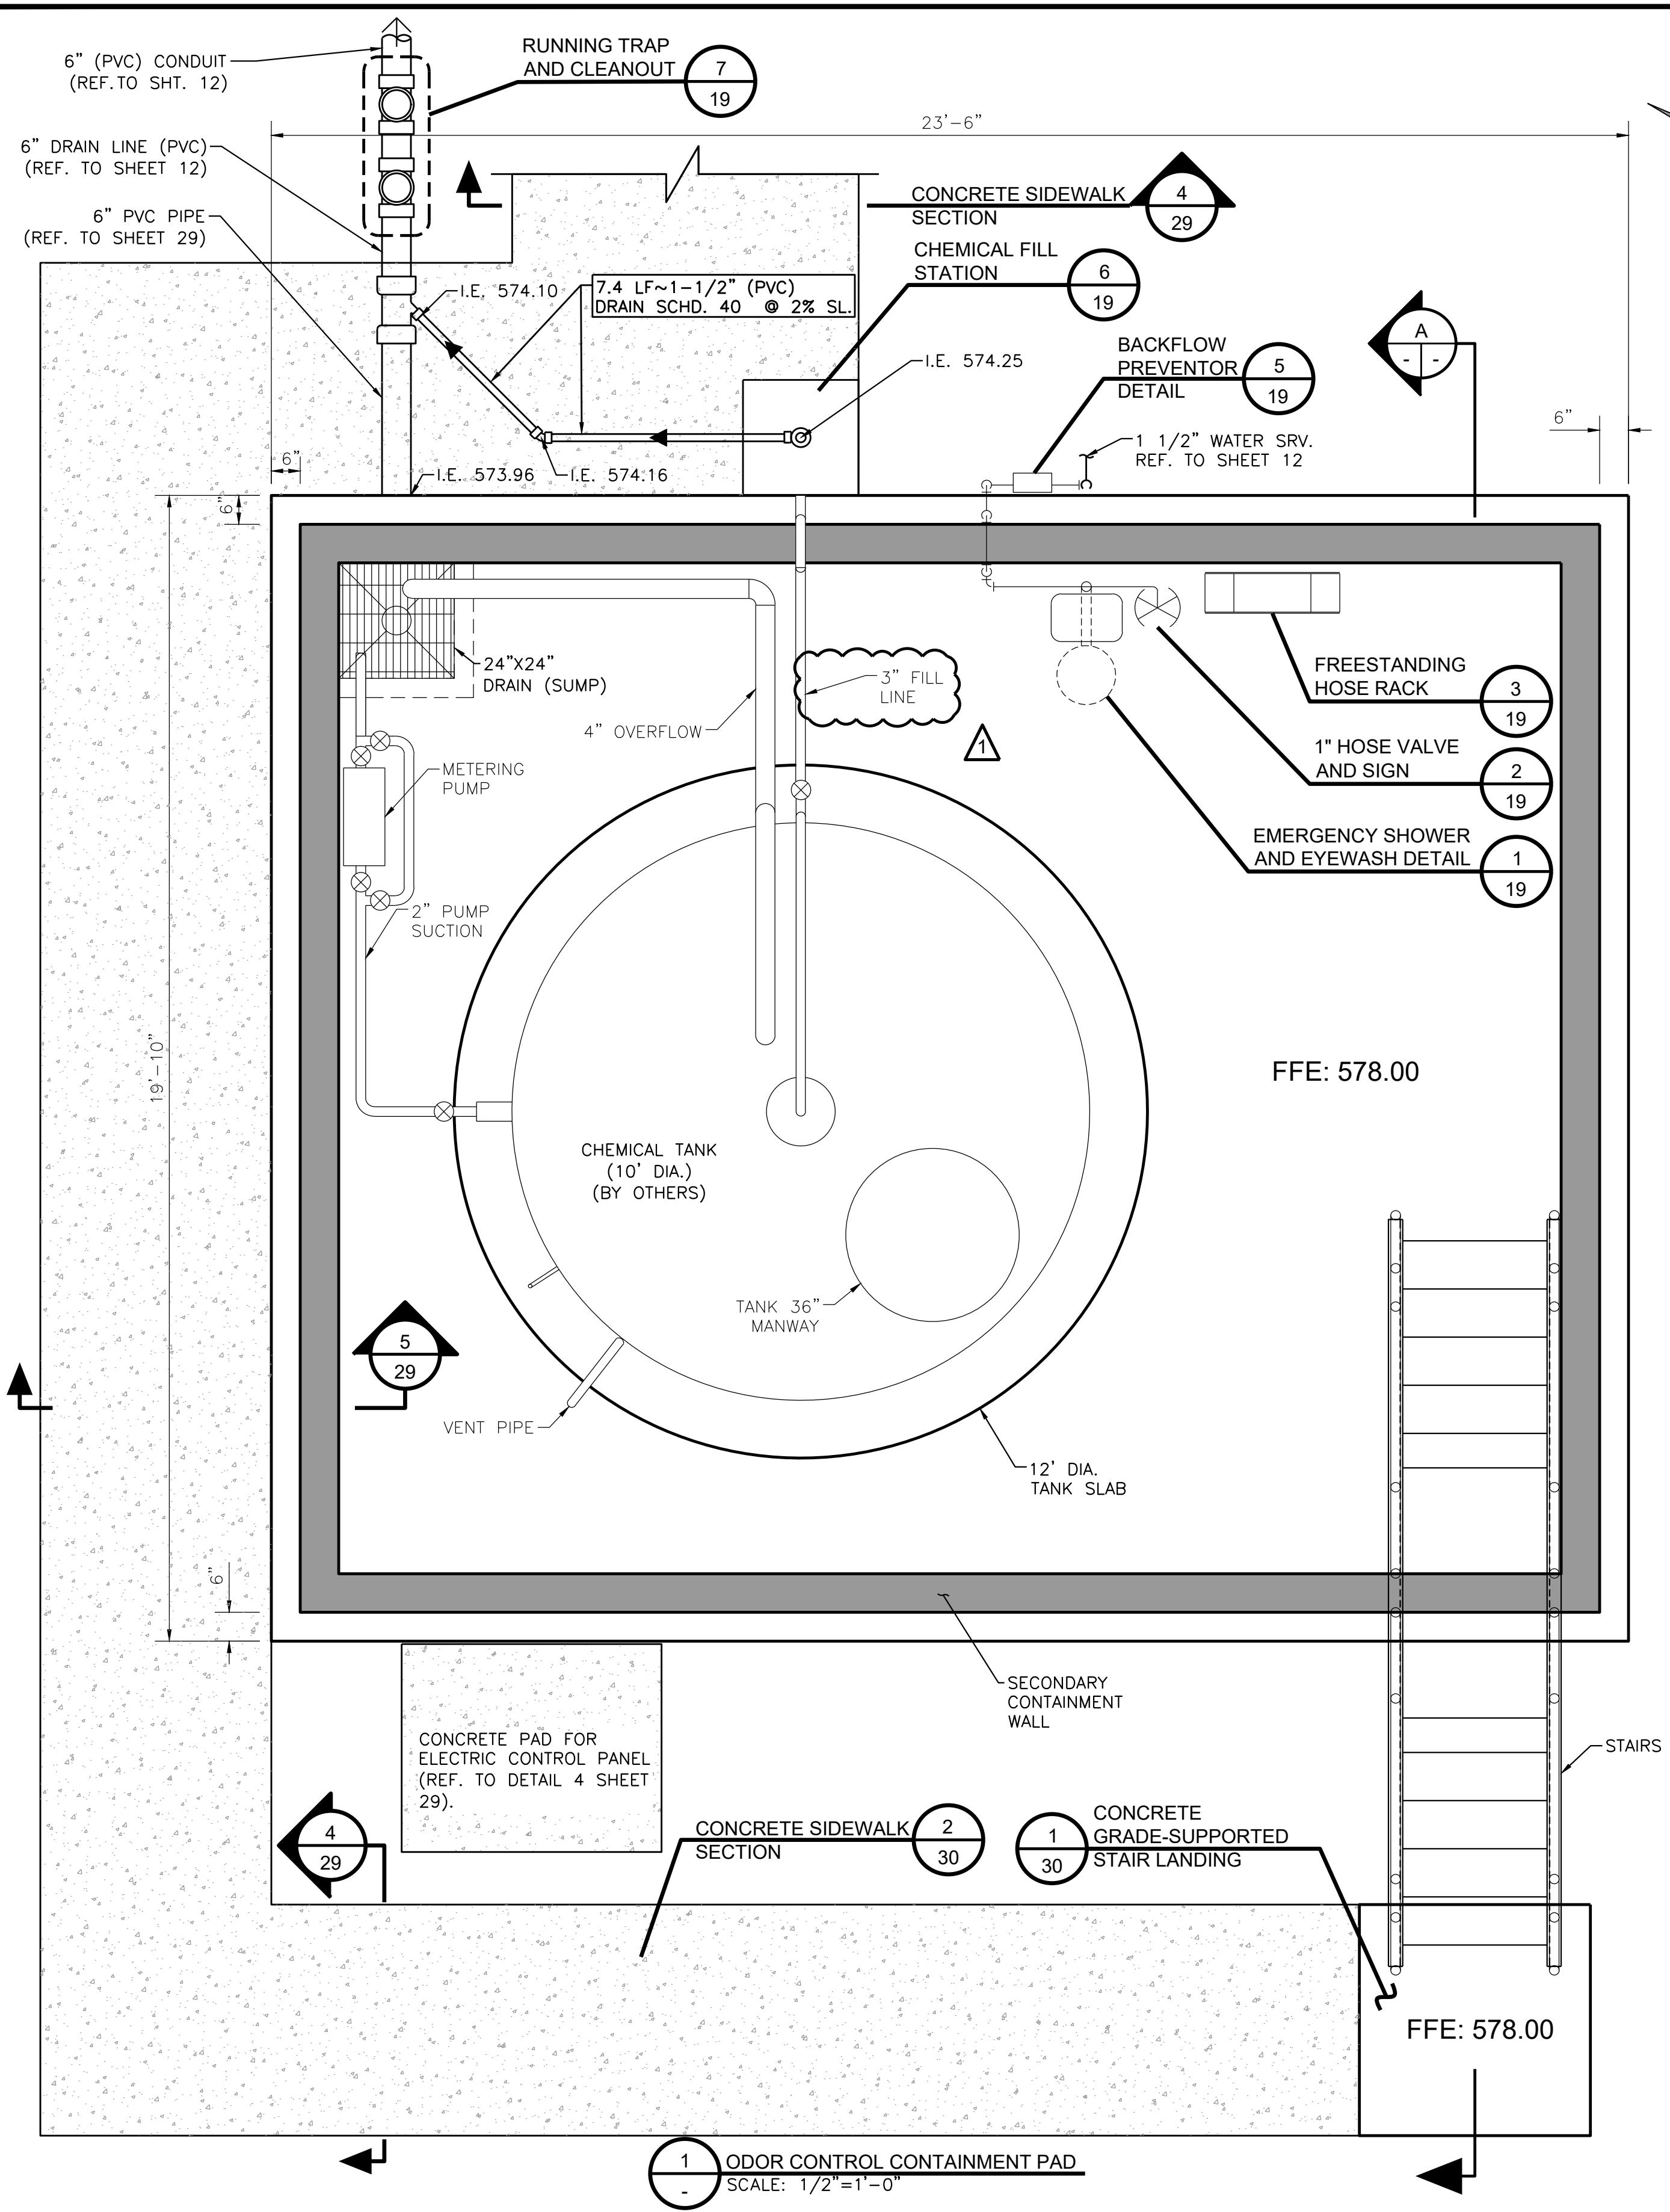 6" (PVC) CONDUIT
(REF.TO SHT. 12)
RUNNING TRAP
AND CLEANOUT
7
19
23'-6"
6" DRAIN LINE (PVC)
(REF. TO SHEET 12)
6" PVC PIPE
(REF. TO SHEET 29)
CONCRETE SIDEWALK
SECTION
4
29
CHEMICAL FILL
STATION
6
19
I.E. 574.10
7.4 LF~1-1/2" (PVC)
DRAIN SCHD. 40 @ 2% SL.
I.E. 574.25
BACKFLOW
PREVENTOR
DETAIL
5
19
A
- -
6"
1 1/2" WATER SRV.
REF. TO SHEET 12
6"
I.E. 573.96
I.E. 574.16
6"
24"X24"
DRAIN (SUMP)
3" FILL
LINE
4" OVERFLOW
1
FREESTANDING
HOSE RACK
3
19
1" HOSE VALVE
AND SIGN
2
19
METERING
PUMP
EMERGENCY SHOWER
AND EYEWASH DETAIL
1
19
2" PUMP
SUCTION
19'-10"
FFE: 578.00
CHEMICAL TANK
(10' DIA.)
(BY OTHERS)
TANK 36"
MANWAY
5
29
VENT PIPE
12' DIA.
TANK SLAB
6"
SECONDARY
CONTAINMENT
WALL
CONCRETE PAD FOR
ELECTRIC CONTROL PANEL
(REF. TO DETAIL 4 SHEET
29).
STAIRS
4
29
CONCRETE SIDEWALK
SECTION
2
30
1
30
CONCRETE
GRADE-SUPPORTED
STAIR LANDING
FFE: 578.00
1
-
ODOR CONTROL CONTAINMENT PAD
SCALE: 1/2"=1'-0"